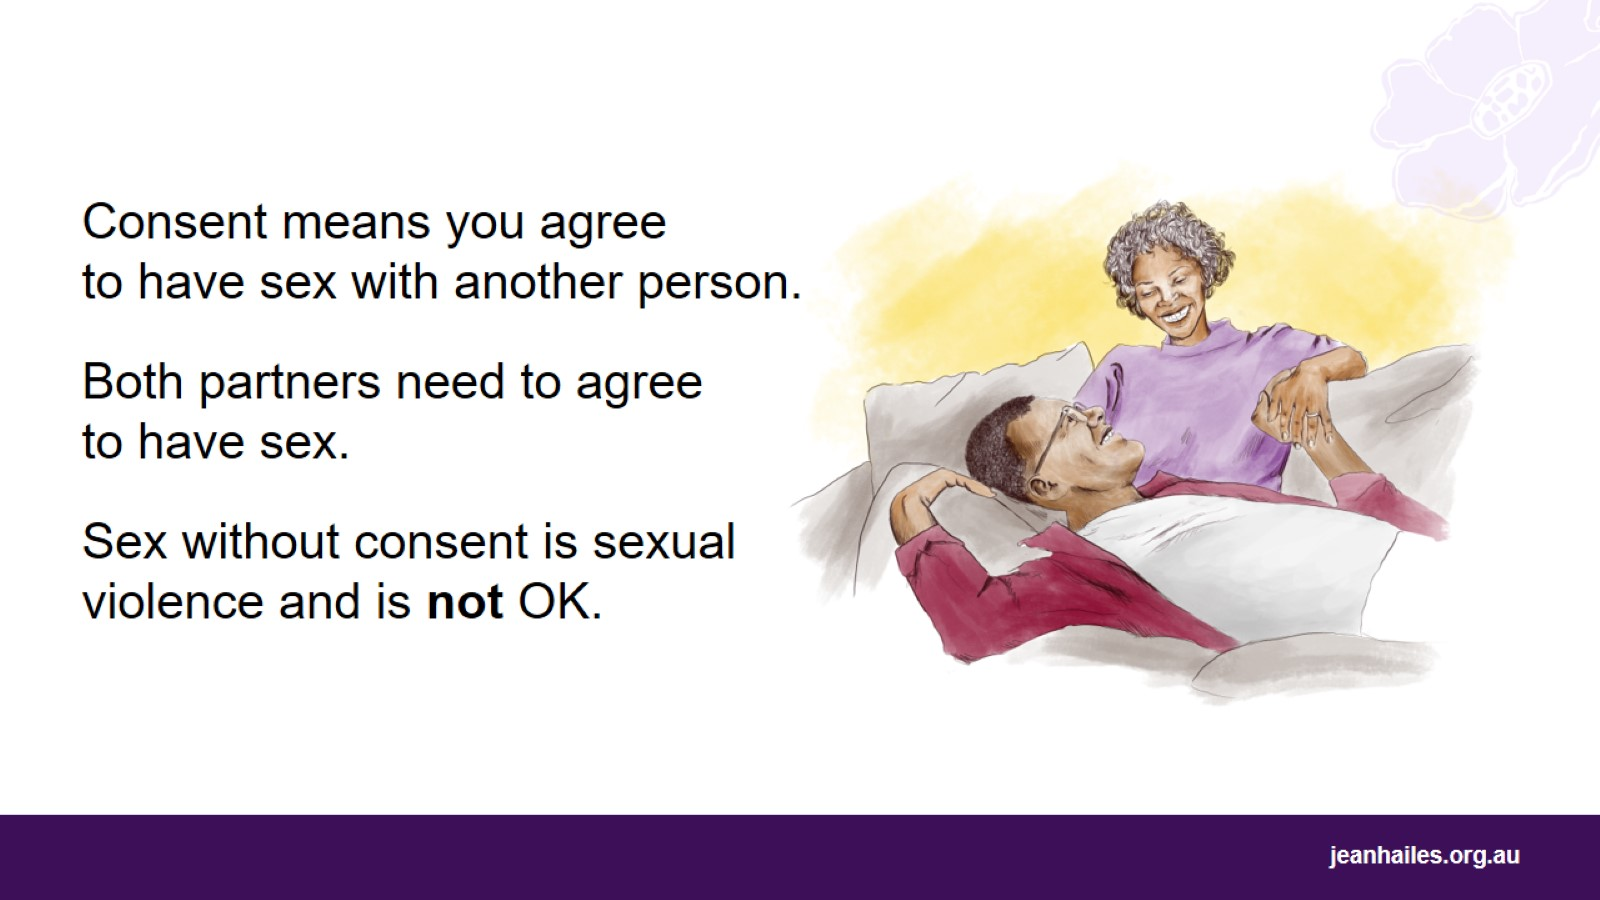 Consent means you agree
to have sex with another person.
Both partners need to agree
to have sex.
Sex without consent is sexual
violence and is not OK.
jeanhailes.org.au